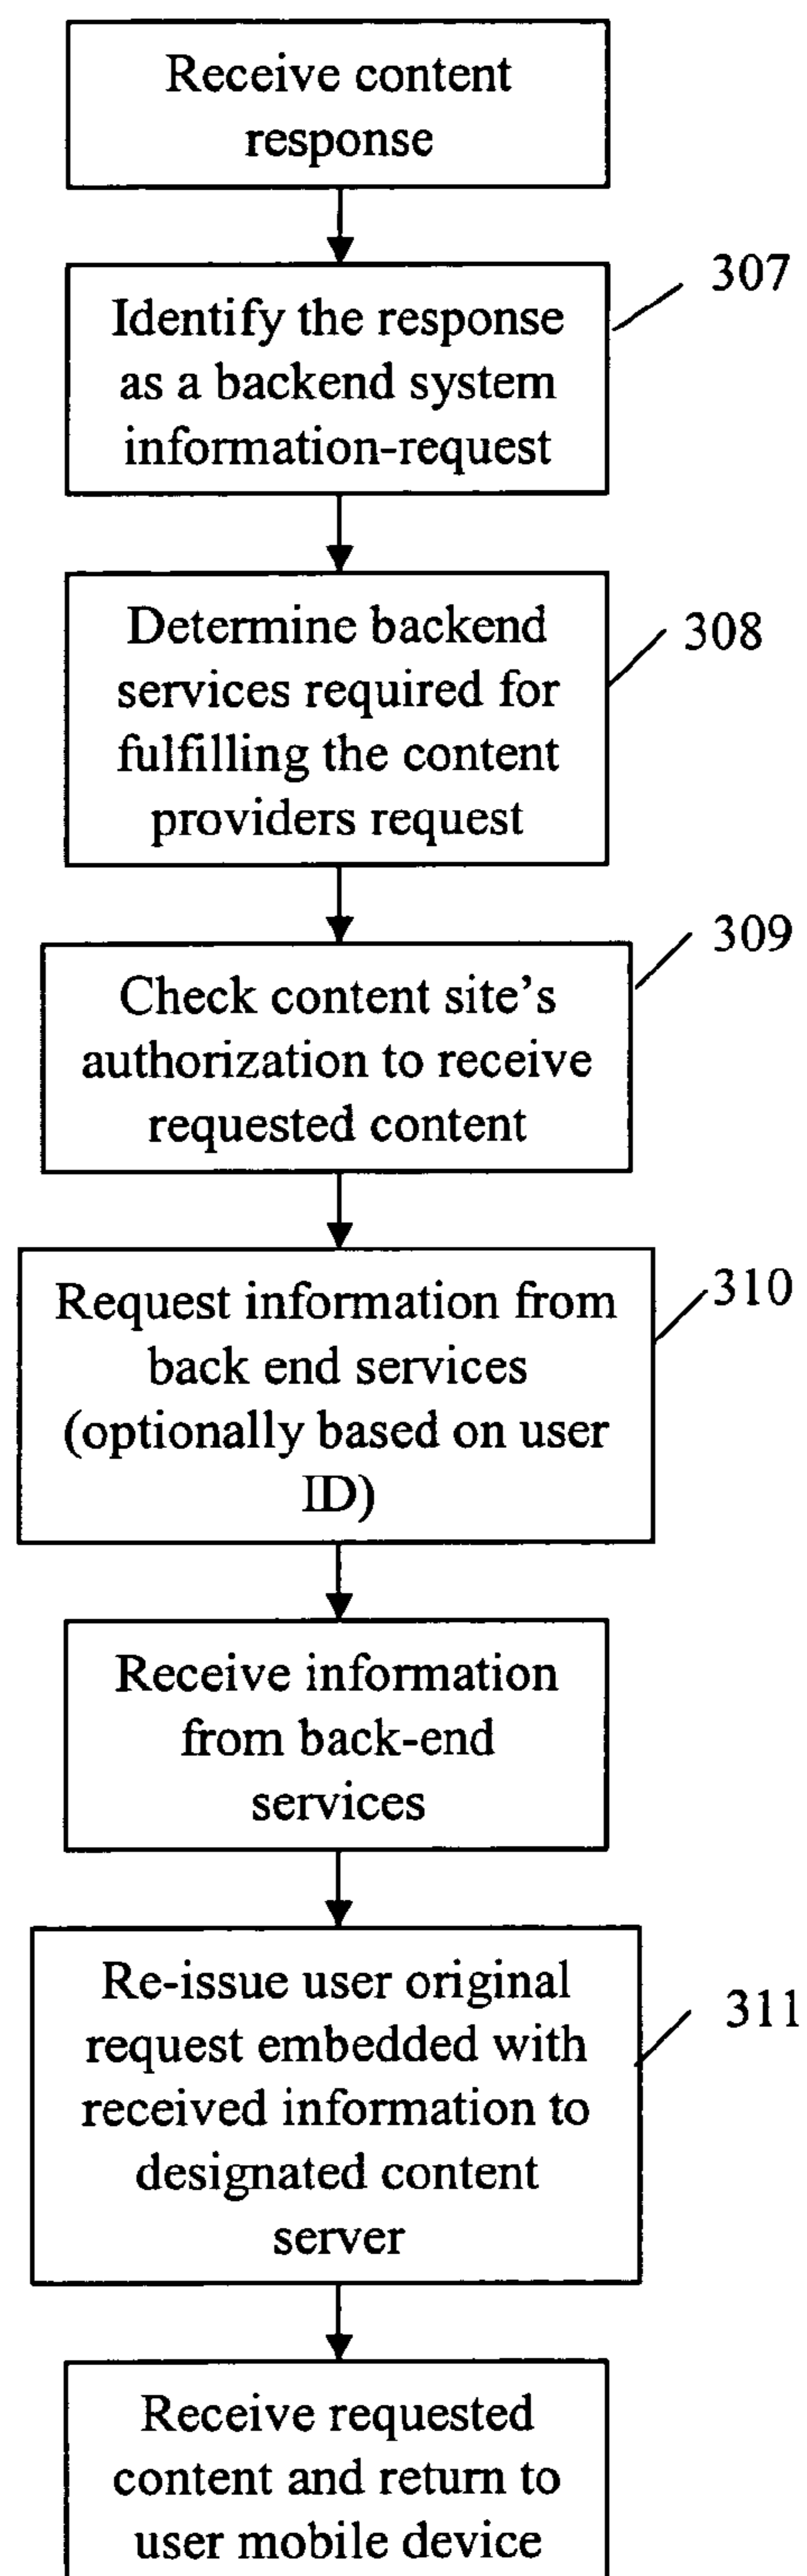 Receive content
response
307
Identify the response
as a backend system
information-request
308
Determine backend
services required for
fulfilling the content
providers request
309
Check content site's
authorization to receive
requested content
310
Request information from
back end services
(optionally based on user
ID)
Receive information
from back-end
services
311
Re-issue user original
request embedded with
received information to
designated content
server
Receive requested
content and return to
user mobile device